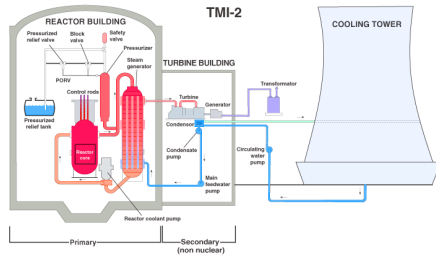 REACTOR BUILDING
TMI-2
COOLING TOWER
Pressurized
relief valve
Block
valve
Safety
valve
Pressurizer
Steam
generator
TURBINE BUILDING
PORV
Control rods
Turbine
Generator
Transformator
Pressurized
relief tank
Condensor
Reactor
core
Condensate
pump
Circulating
water
pump
Main
feedwater
pump
Reactor coolant pump
Primary
Secondary
(non nuclear)